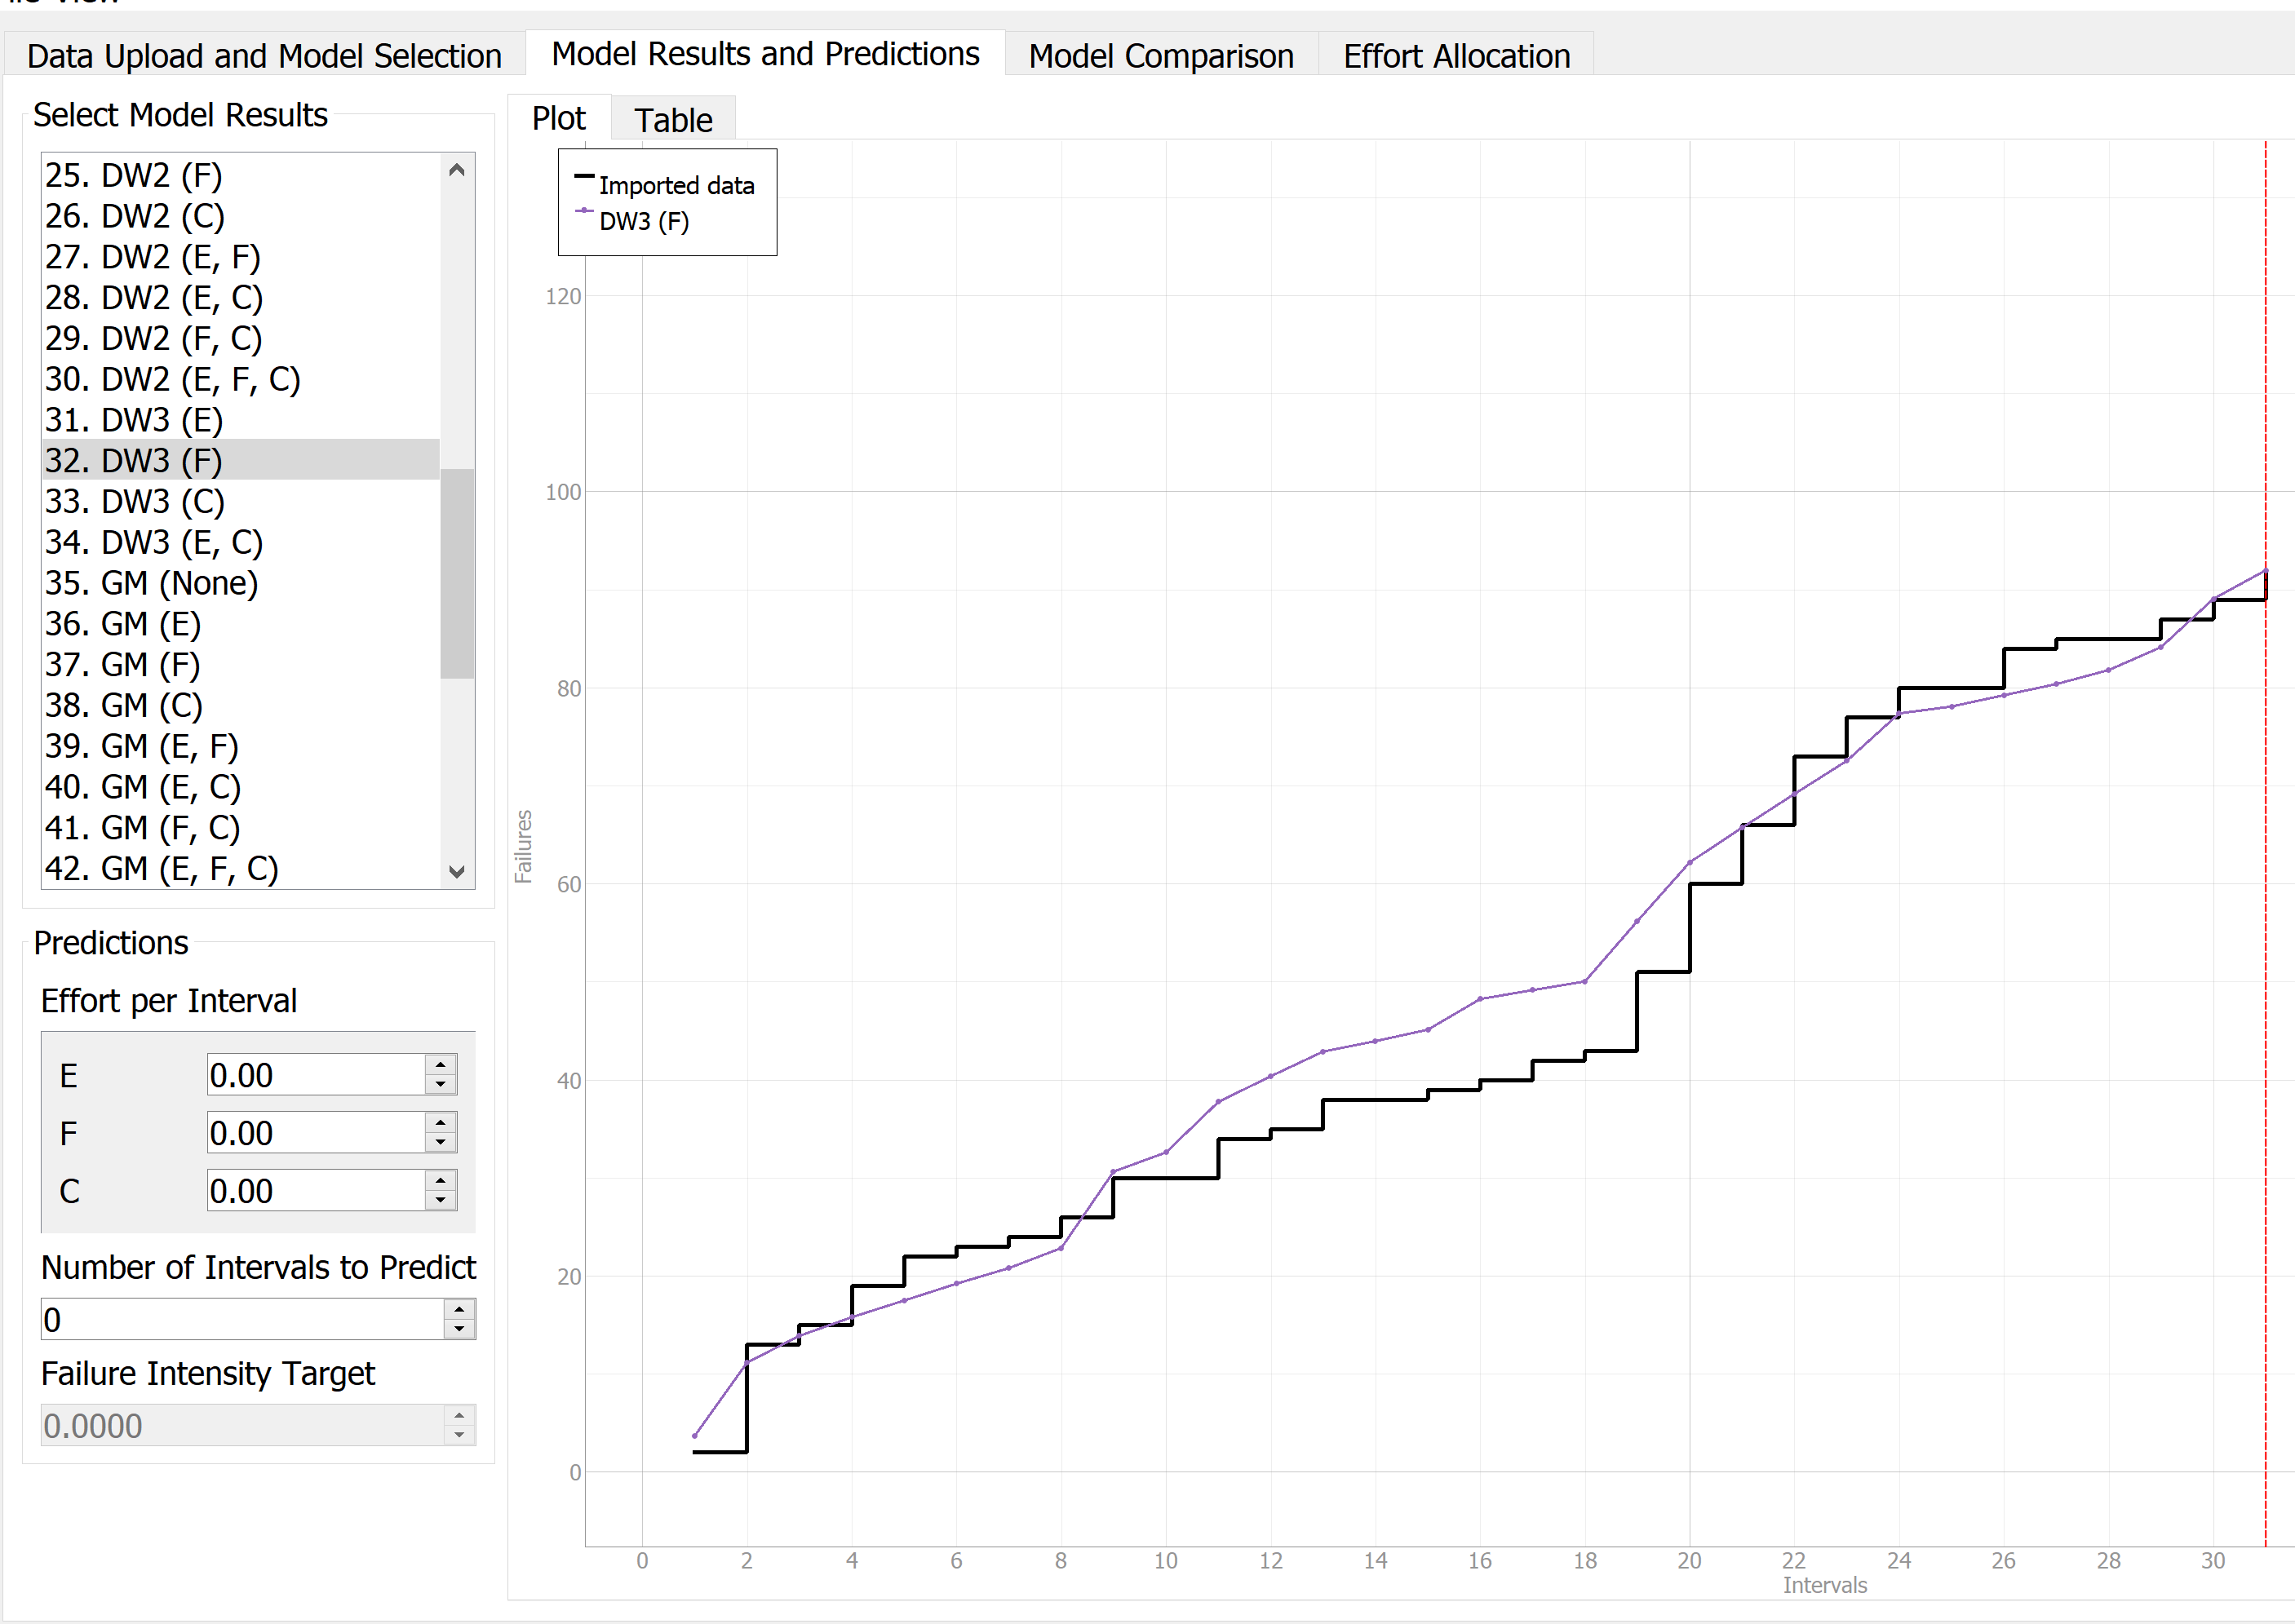 Data Upload and Model Selection
Model Results and Predictions
Model Comparison
Effort Allocation
Select Model Results
25. DW2 (F)
26. DW2 (C)
27. DW2 (E, F)
28. DW2 (E, C)
29. DW2 (F, C)
30. DW2 (E, F, C)
31. DW3 (E)
32. DW3 (F)
33. DW3 (C)
34. DW3 (E, C)
35. GM (None)
36. GM (E)
37. GM (F)
38. GM (C)
39. GM (E, F)
40. GM (E, C)
41. GM (F, C)
42. GM (E, F, C)
Predictions
Effort per Interval
E 0.00
F 0.00
C 0.00
Number of Intervals to Predict
0
Failure Intensity Target
0.0000
Plot
Table
Imported data
DW3 (F)
120
100
80
60
40
20
0
Failures
0 2 4 6 8 10 12 14 16 18 20 22 24 26 28 30
Intervals